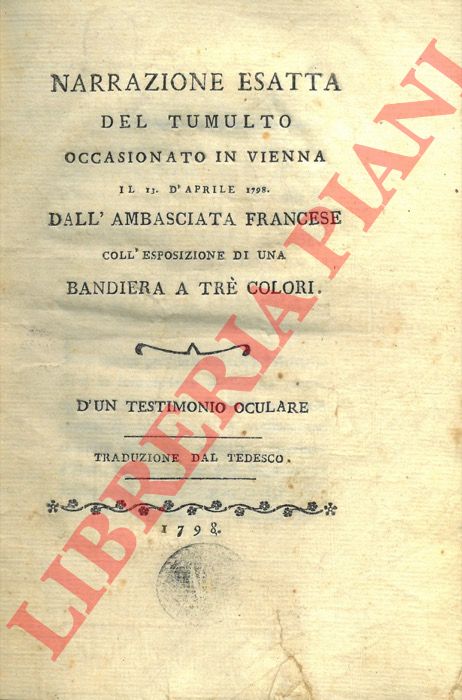 NARRAZIONE ESATTA
DEL TUMULTO
OCCASIONATO IN VIENNA
IL 13. D'APRILE 1798.
DALL' AMBASCIATA FRANCESE
COLL' ESPOSIZIONE DI UNA
BANDIERA A TRÈ COLORI.
D'UN TESTIMONIO OCULARE
TRADUZIONE DAL TEDESCO.
1798.
LIBRERIA PIANI